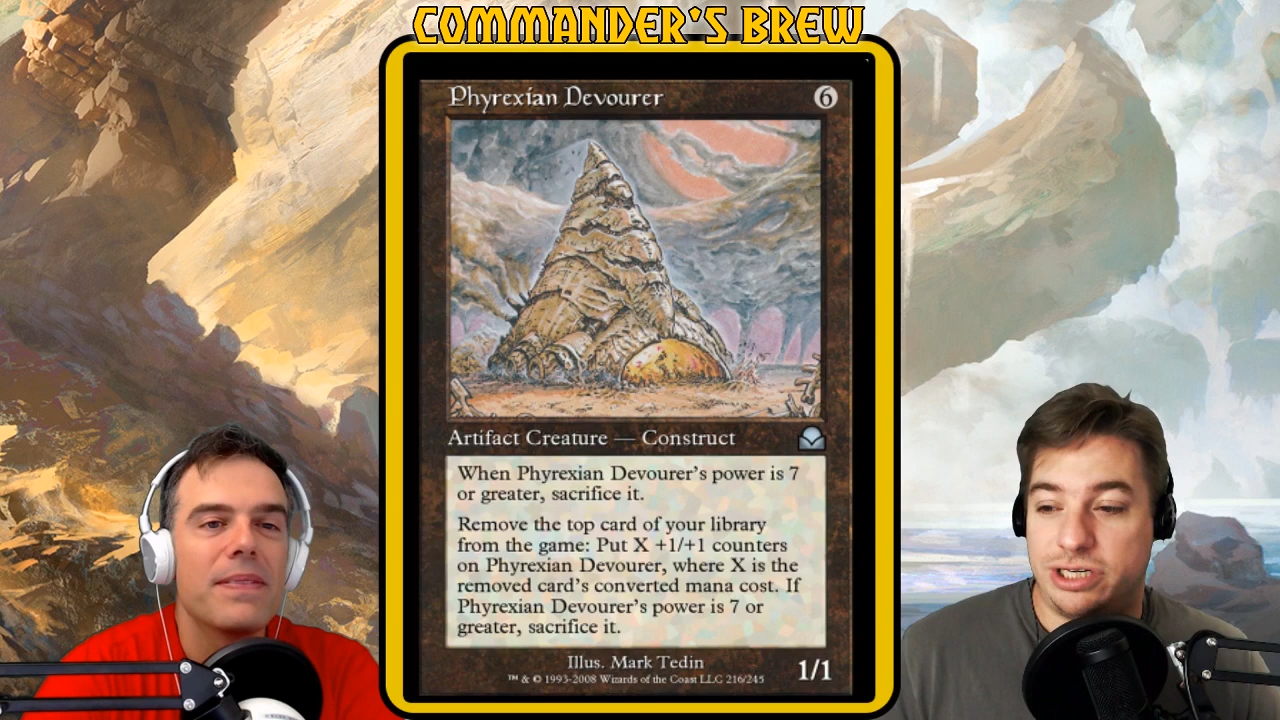 COMMANDER'S BREW
Phyrexian Devourer 6
Artifact Creature — Construct
When Phyrexian Devourer's power is 7
or greater, sacrifice it.
Remove the top card of your library
from the game: Put X +1/+1 counters
on Phyrexian Devourer, where X is the
removed card's converted mana cost. If
Phyrexian Devourer's power is 7 or
greater, sacrifice it.
Illus. Mark Tedin
™ & © 1993-2008 Wizards of the Coast LLC 216/245
1/1